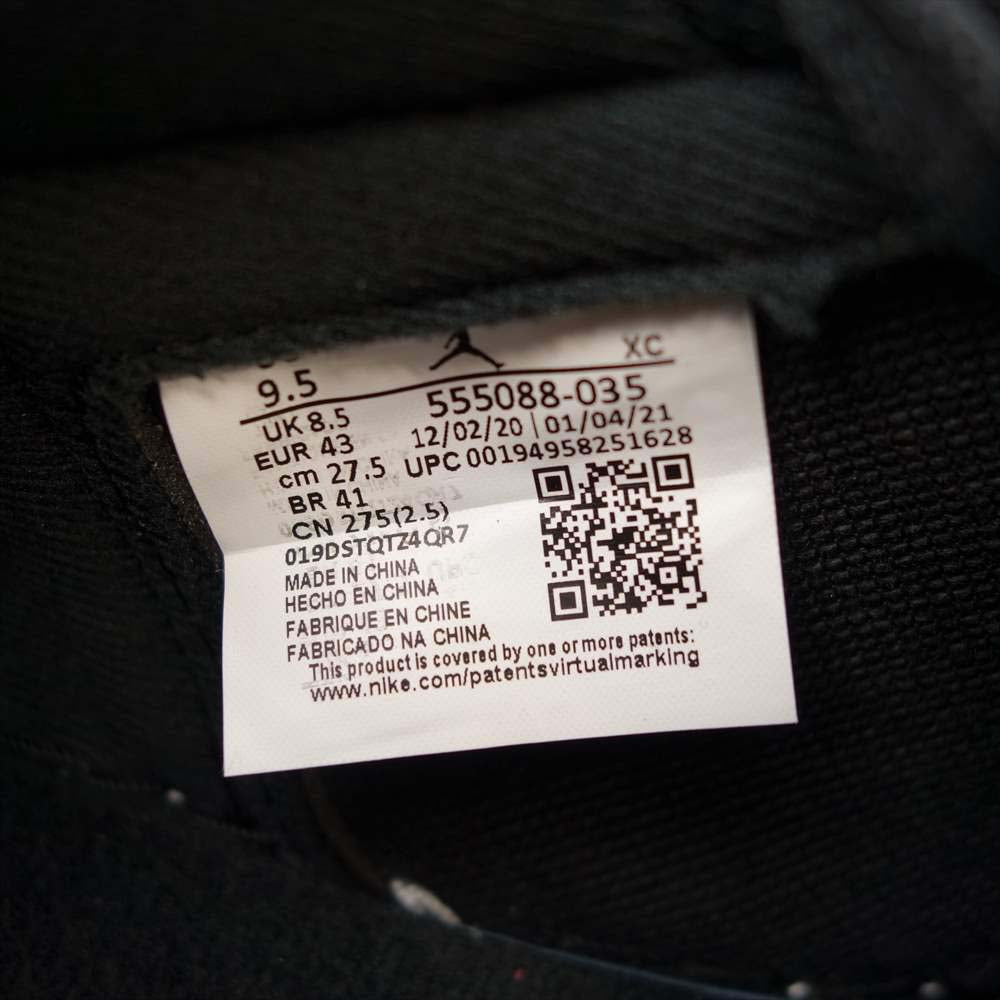 XC
9.5
555088-035
UK 8.5
12/02/20 | 01/04/21
EUR 43
UPC 00194958251628
cm 27.5
BR 41
CN 275(2.5)
019DSTQTZ4QR7
MADE IN CHINA
HECHO EN CHINA
FABRIQUE EN CHINE
FABRICADO NA CHINA
This product is covered by one or more patents:
www.nike.com/patentsvirtualmarking